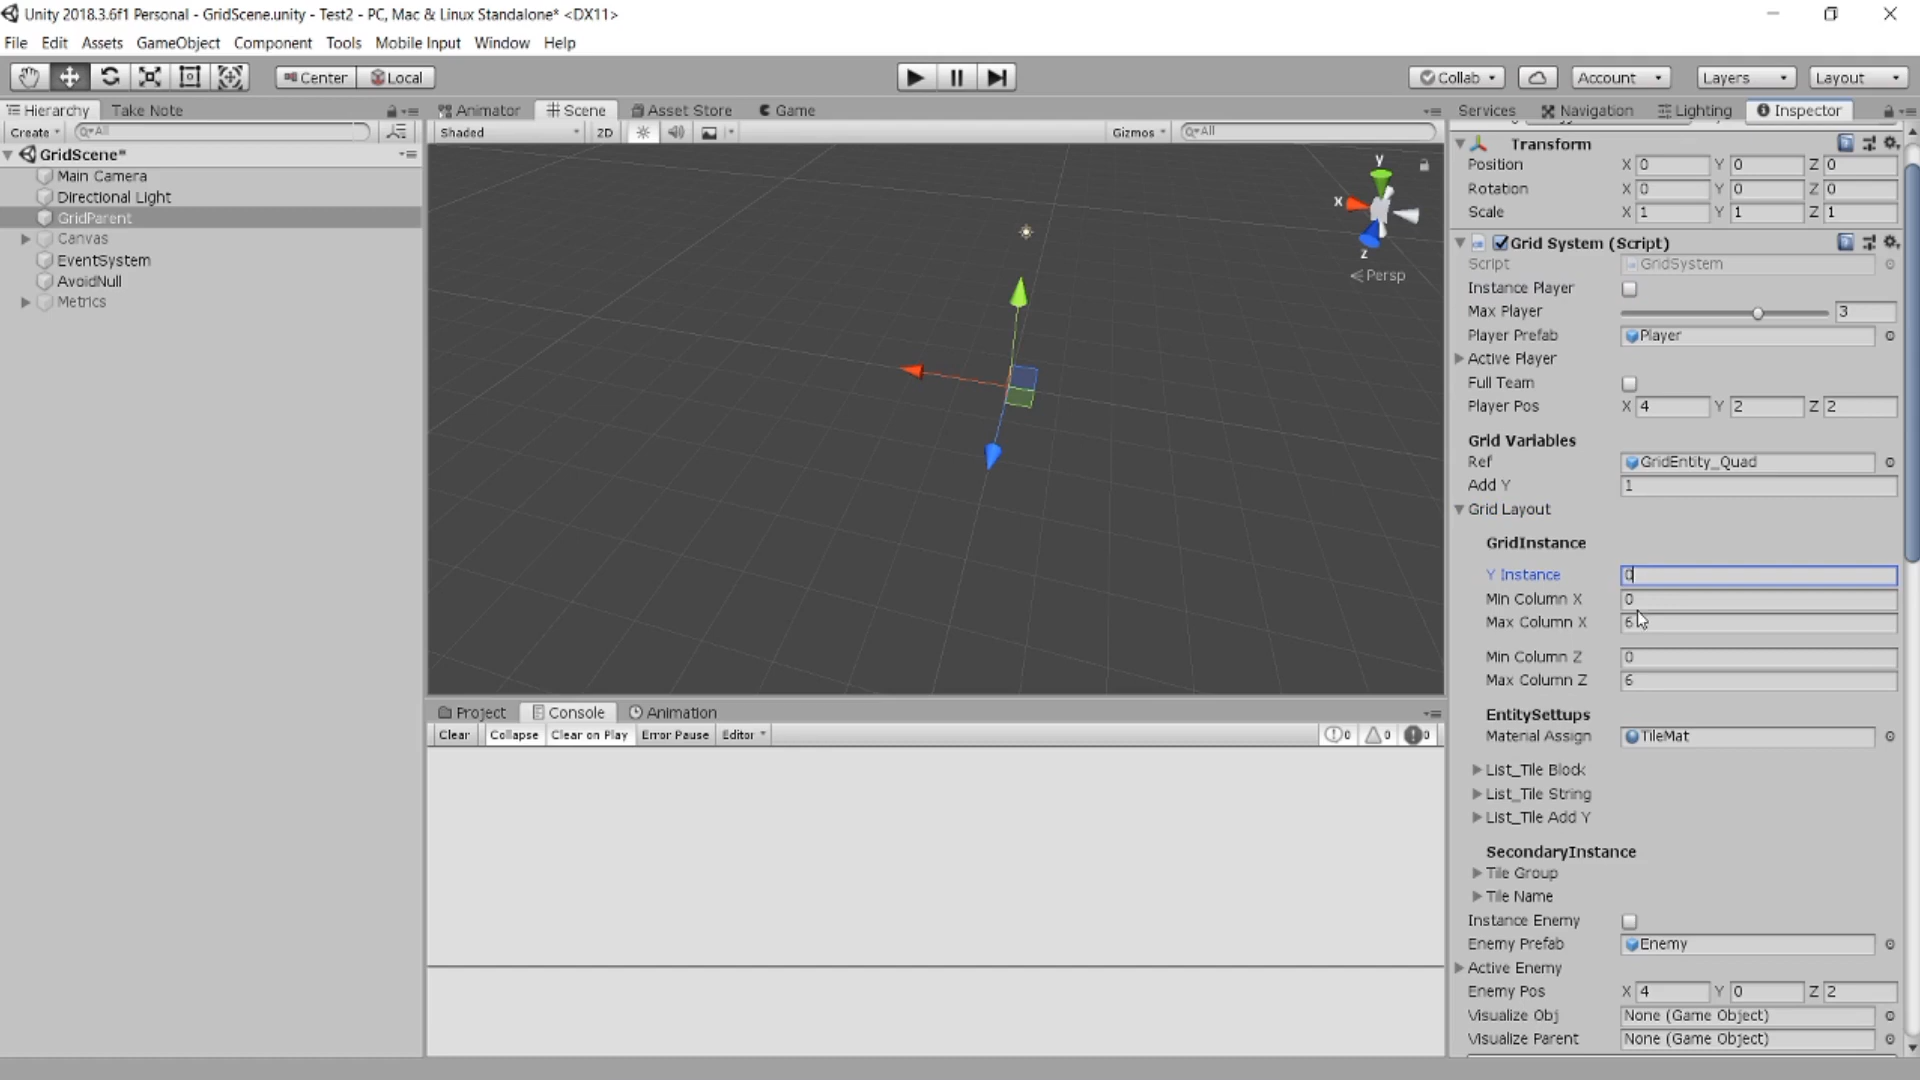 Unity 2018.3.6f1 Personal - GridScene.unity - Test2 - PC, Mac & Linux Standalone* <DX11>
File Edit Assets GameObject Component Tools Mobile Input Window Help
Center Local Collab Account Layers Layout
Hierarchy Take Note
Create All
GridScene*
Main Camera
Directional Light
GridParent
Canvas
EventSystem
AvoidNull
Metrics
Animator Scene Asset Store Game
Shaded 2D Gizmos All
y
x
z
Persp
Project Console Animation
Clear Collapse Clear on Play Error Pause Editor 0 0 0
Services Navigation Lighting Inspector
Transform
Position X 0 Y 0 Z 0
Rotation X 0 Y 0 Z 0
Scale X 1 Y 1 Z 1
Grid System (Script)
Script GridSystem
Instance Player
Max Player 3
Player Prefab Player
Active Player
Full Team
Player Pos X 4 Y 2 Z 2
Grid Variables
Ref GridEntity_Quad
Add Y 1
Grid Layout
GridInstance
Y Instance 0
Min Column X 0
Max Column X 6
Min Column Z 0
Max Column Z 6
EntitySettups
Material Assign TileMat
List_Tile Block
List_Tile String
List_Tile Add Y
SecondaryInstance
Tile Group
Tile Name
Instance Enemy
Enemy Prefab Enemy
Active Enemy
Enemy Pos X 4 Y 0 Z 2
Visualize Obj None (Game Object)
Visualize Parent None (Game Object)